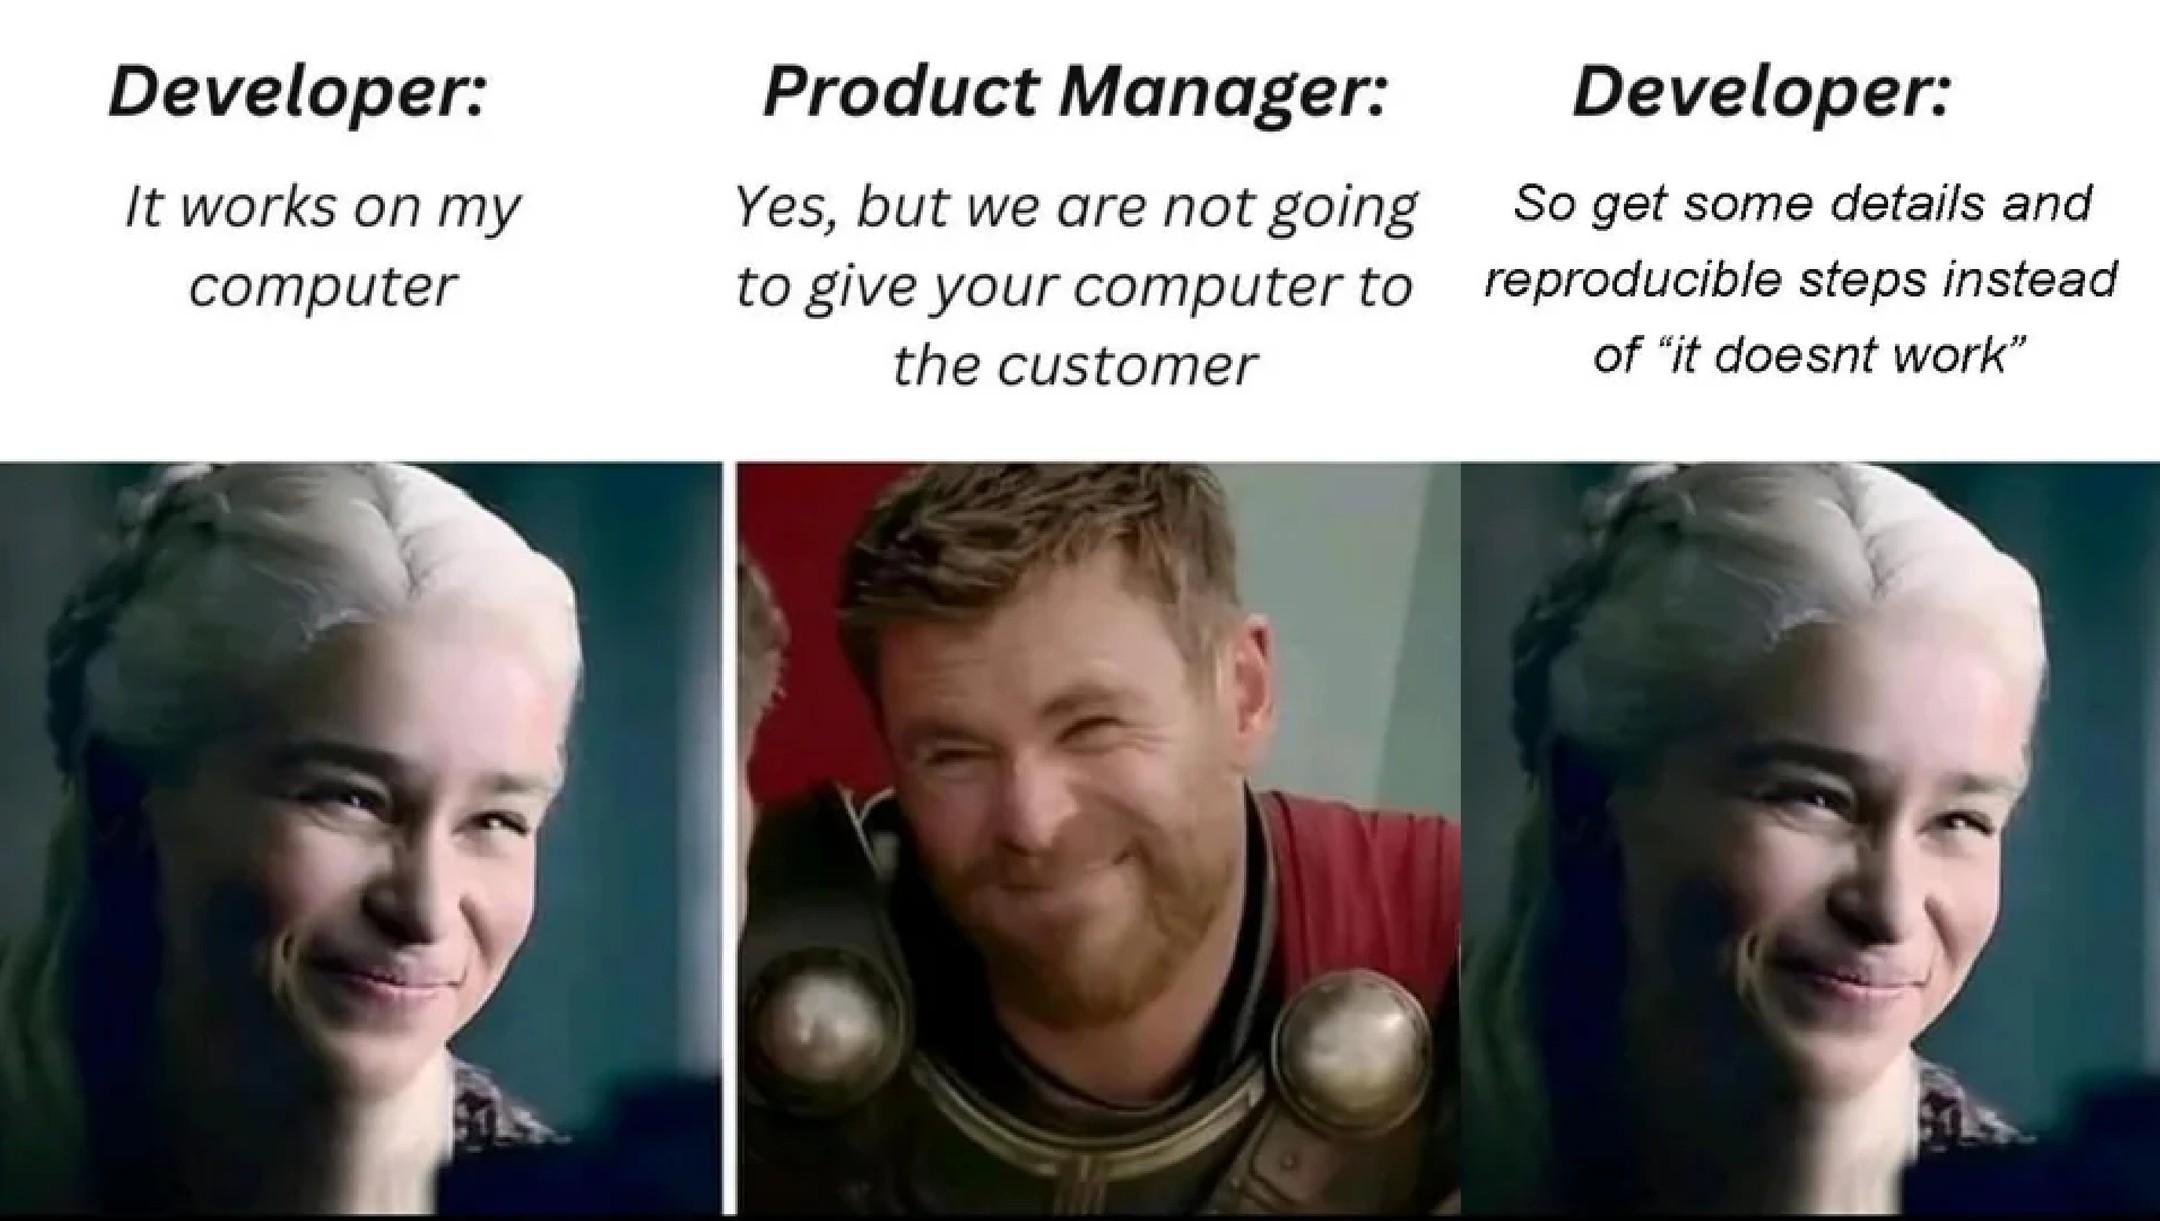 Developer:
It works on my
computer
Product Manager:
Yes, but we are not going
to give your computer to
the customer
Developer:
So get some details and
reproducible steps instead
of “it doesnt work”